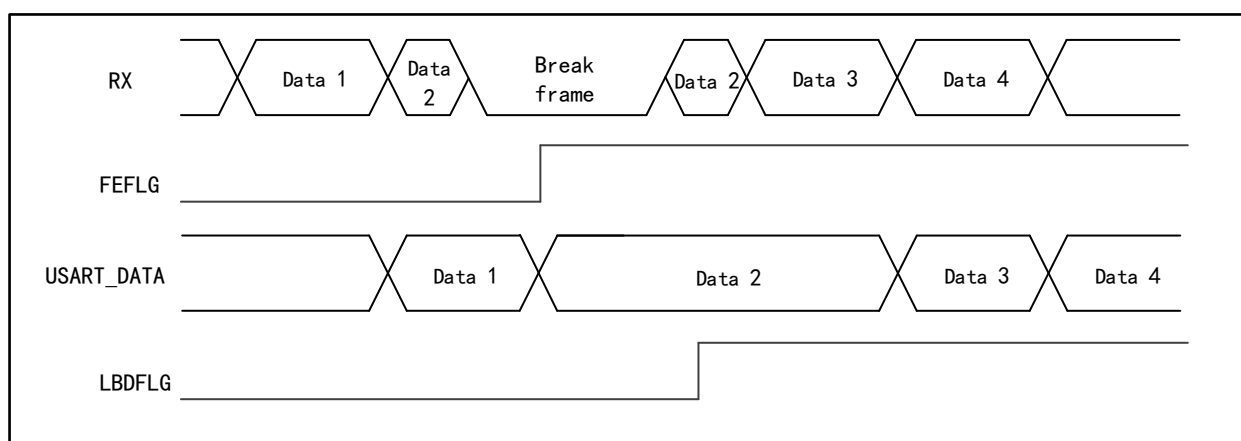 RX
Data 1
Data
2
Break
frame
Data 2
Data 3
Data 4
FEFLG
USART_DATA
Data 1
Data 2
Data 3
Data 4
LBDFLG